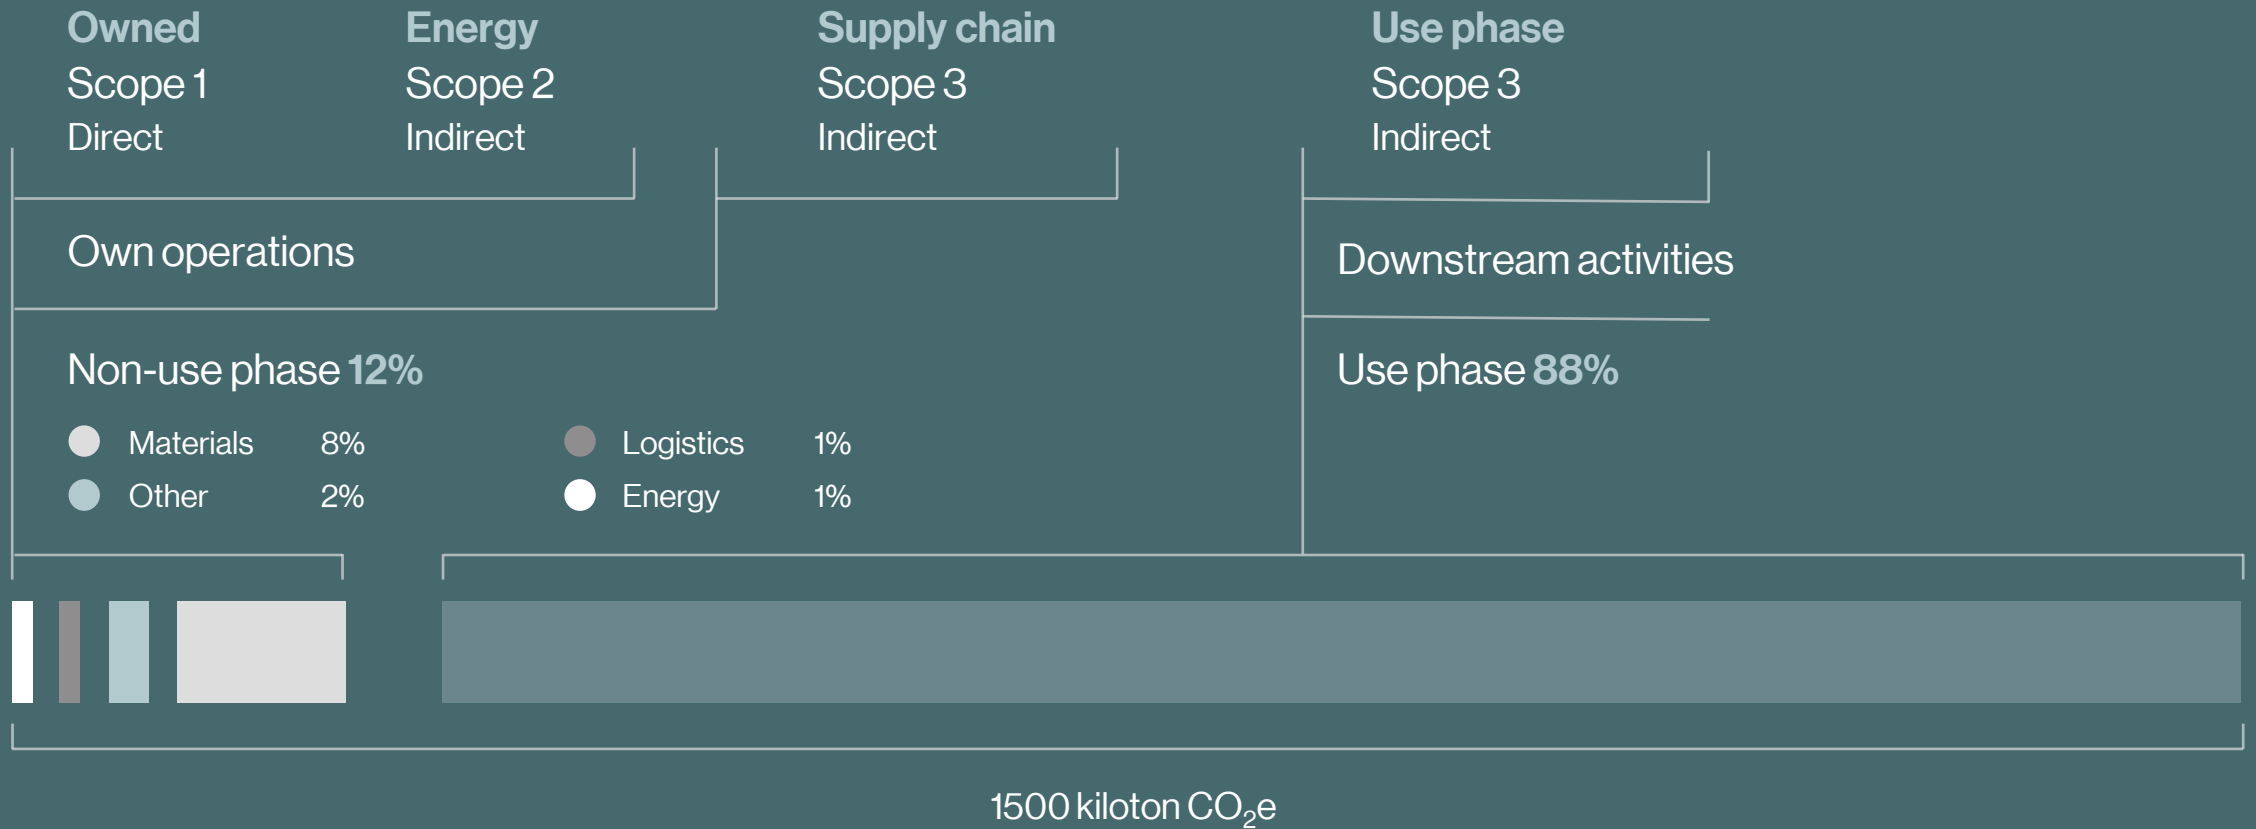 Owned
Scope 1
Direct
Energy
Scope 2
Indirect
Supply chain
Scope 3
Indirect
Use phase
Scope 3
Indirect
Own operations
Downstream activities
Non-use phase 12%
Materials 8%
Other 2%
Logistics 1%
Energy 1%
Use phase 88%
1500 kiloton CO₂e